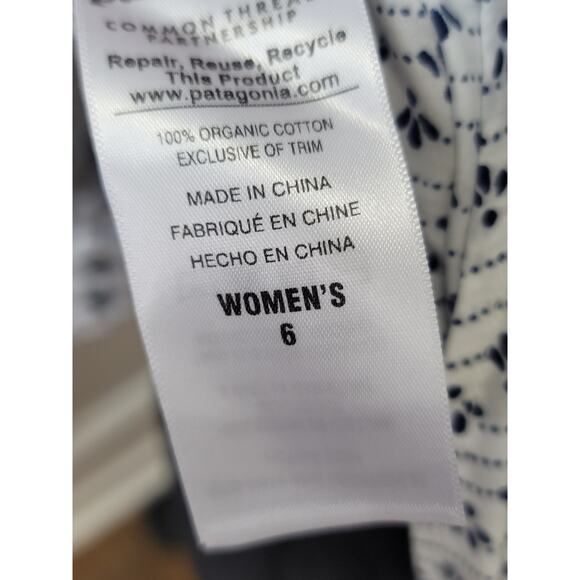 COMMON THREADS
PARTNERSHIP
Repair, Reuse, Recycle
This Product
www.patagonia.com
100% ORGANIC COTTON
EXCLUSIVE OF TRIM
MADE IN CHINA
FABRIQUÉ EN CHINE
HECHO EN CHINA
WOMEN'S
6